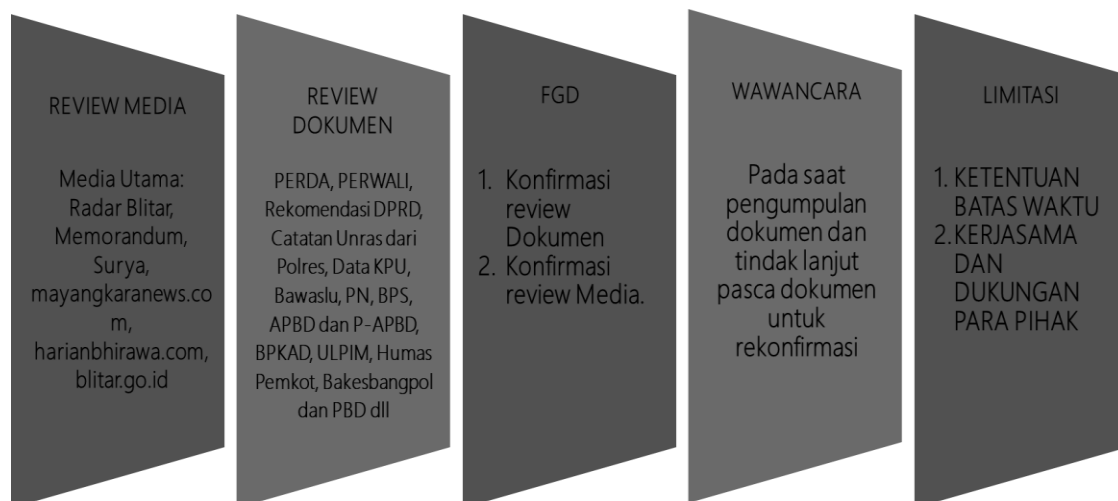 REVIEW MEDIA
Media Utama:
Radar Blitar,
Memorandum,
Surya,
mayangkaranews.co
m,
harianbhirawa.com,
blitar.go.id
REVIEW
DOKUMEN
PERDA, PERWALI,
Rekomendasi DPRD,
Catatan Unras dari
Polres, Data KPU,
Bawaslu, PN, BPS,
APBD dan P-APBD,
BPKAD, ULPIM, Humas
Pemkot, Bakesbangpol
dan PBD dll
FGD
1. Konfirmasi
review
Dokumen
2. Konfirmasi
review Media.
WAWANCARA
Pada saat
pengumpulan
dokumen dan
tindak lanjut
pasca dokumen
untuk
rekonfirmasi
LIMITASI
1. KETENTUAN
BATAS WAKTU
2. KERJASAMA
DAN
DUKUNGAN
PARA PIHAK